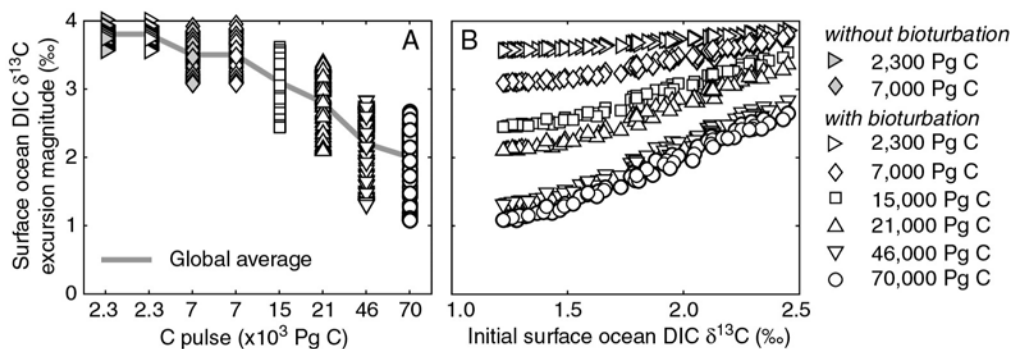 Surface ocean DIC δ¹³C
excursion magnitude (‰)
4
3
2
1
0
A
Global average
2.3 2.3 7 7 15 21 46 70
C pulse (x10³ Pg C)
B
1.0 1.5 2.0 2.5
Initial surface ocean DIC δ¹³C (‰)
without bioturbation
2,300 Pg C
7,000 Pg C
with bioturbation
2,300 Pg C
7,000 Pg C
15,000 Pg C
21,000 Pg C
46,000 Pg C
70,000 Pg C